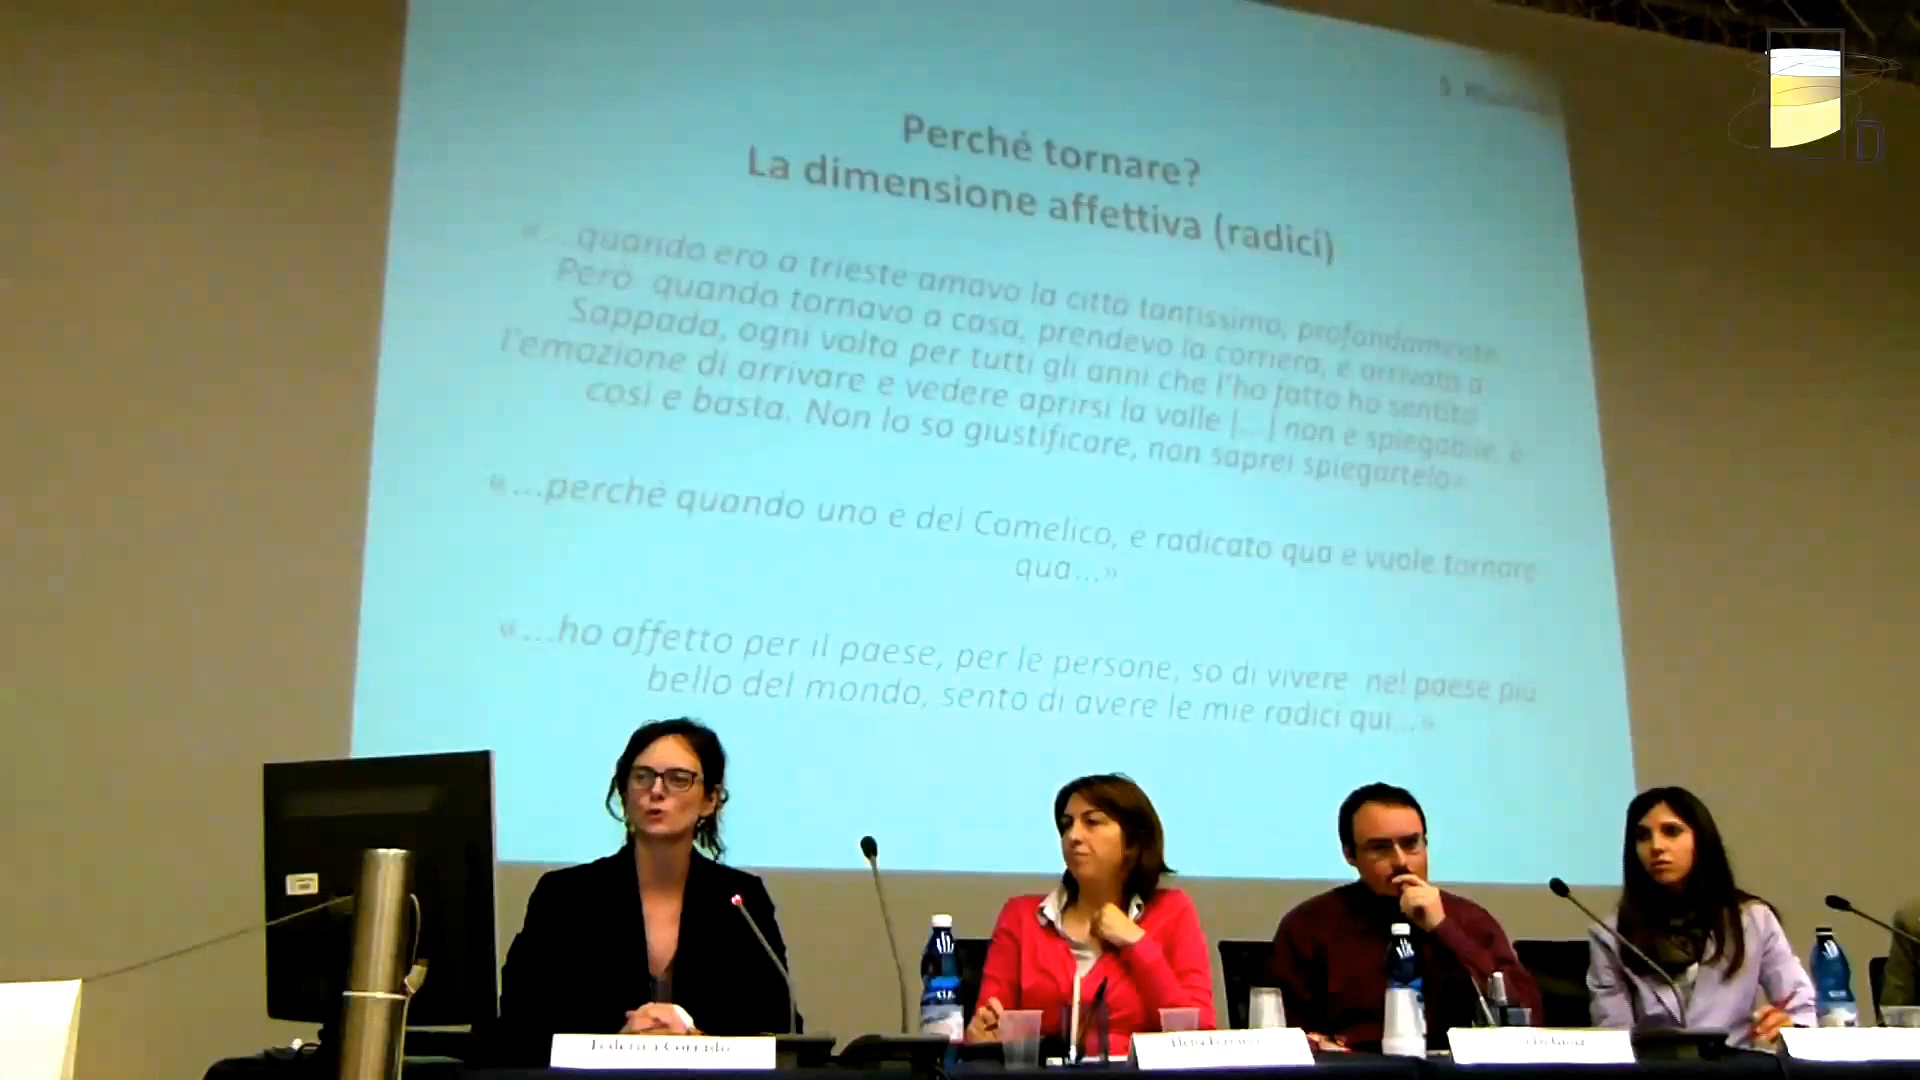 Perché tornare?
La dimensione affettiva (radici)
«...quando ero a trieste amavo la città tantissimo, profondamente.
Però quando tornavo a casa, prendevo la corriera, e arrivata a
Sappada, ogni volta per tutti gli anni che l'ho fatto ho sentito
l'emozione di arrivare e vedere aprirsi la valle [...] non è spiegabile, è
così e basta. Non lo so giustificare, non saprei spiegartelo»
«...perché quando uno è del Comelico, è radicato qua e vuole tornare
qua...»
«...ho affetto per il paese, per le persone, so di vivere nel paese più
bello del mondo, sento di avere le mie radici qui...»
Federica Corrado